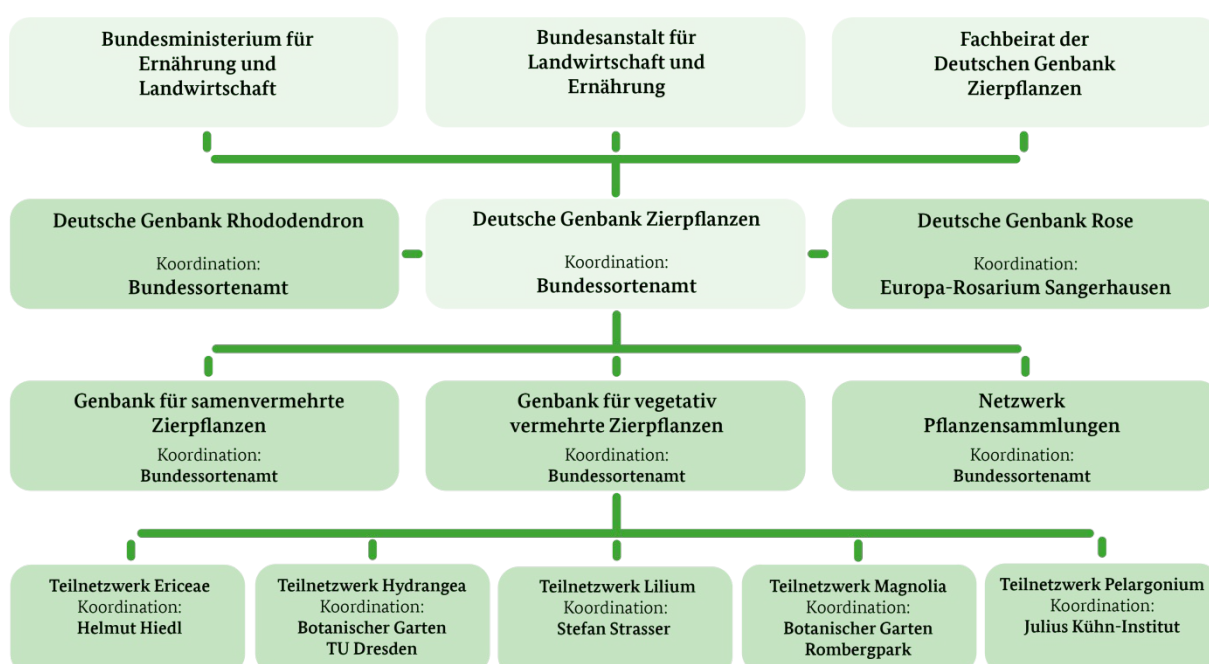 Bundesministerium für
Ernährung und
Landwirtschaft
Bundesanstalt für
Landwirtschaft und
Ernährung
Fachbeirat der
Deutschen Genbank
Zierpflanzen
Deutsche Genbank Rhododendron
Koordination:
Bundessortenamt
Deutsche Genbank Zierpflanzen
Koordination:
Bundessortenamt
Deutsche Genbank Rose
Koordination:
Europa-Rosarium Sangerhausen
Genbank für samenvermehrte
Zierpflanzen
Koordination:
Bundessortenamt
Genbank für vegetativ
vermehrte Zierpflanzen
Koordination:
Bundessortenamt
Netzwerk
Pflanzensammlungen
Koordination:
Bundessortenamt
Teilnetzwerk Ericeae
Koordination:
Helmut Hiedl
Teilnetzwerk Hydrangea
Koordination:
Botanischer Garten
TU Dresden
Teilnetzwerk Lilium
Koordination:
Stefan Strasser
Teilnetzwerk Magnolia
Koordination:
Botanischer Garten
Rombergpark
Teilnetzwerk Pelargonium
Koordination:
Julius Kühn-Institut